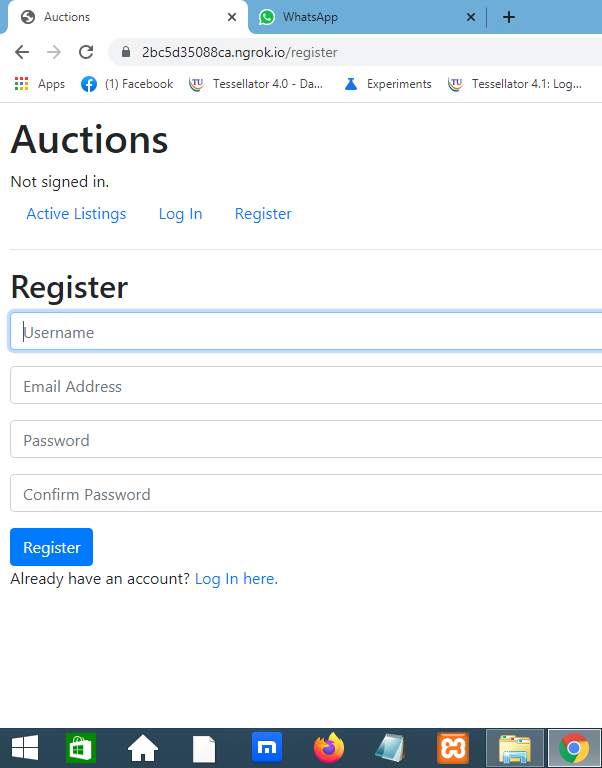 Auctions
WhatsApp
2bc5d35088ca.ngrok.io/register
Apps
(1) Facebook
TU
Tessellator 4.0 - Da...
Experiments
TU
Tessellator 4.1: Log...
Auctions
Not signed in.
Active Listings Log In Register
Register
Username
Email Address
Password
Confirm Password
Register
Already have an account? Log In here.